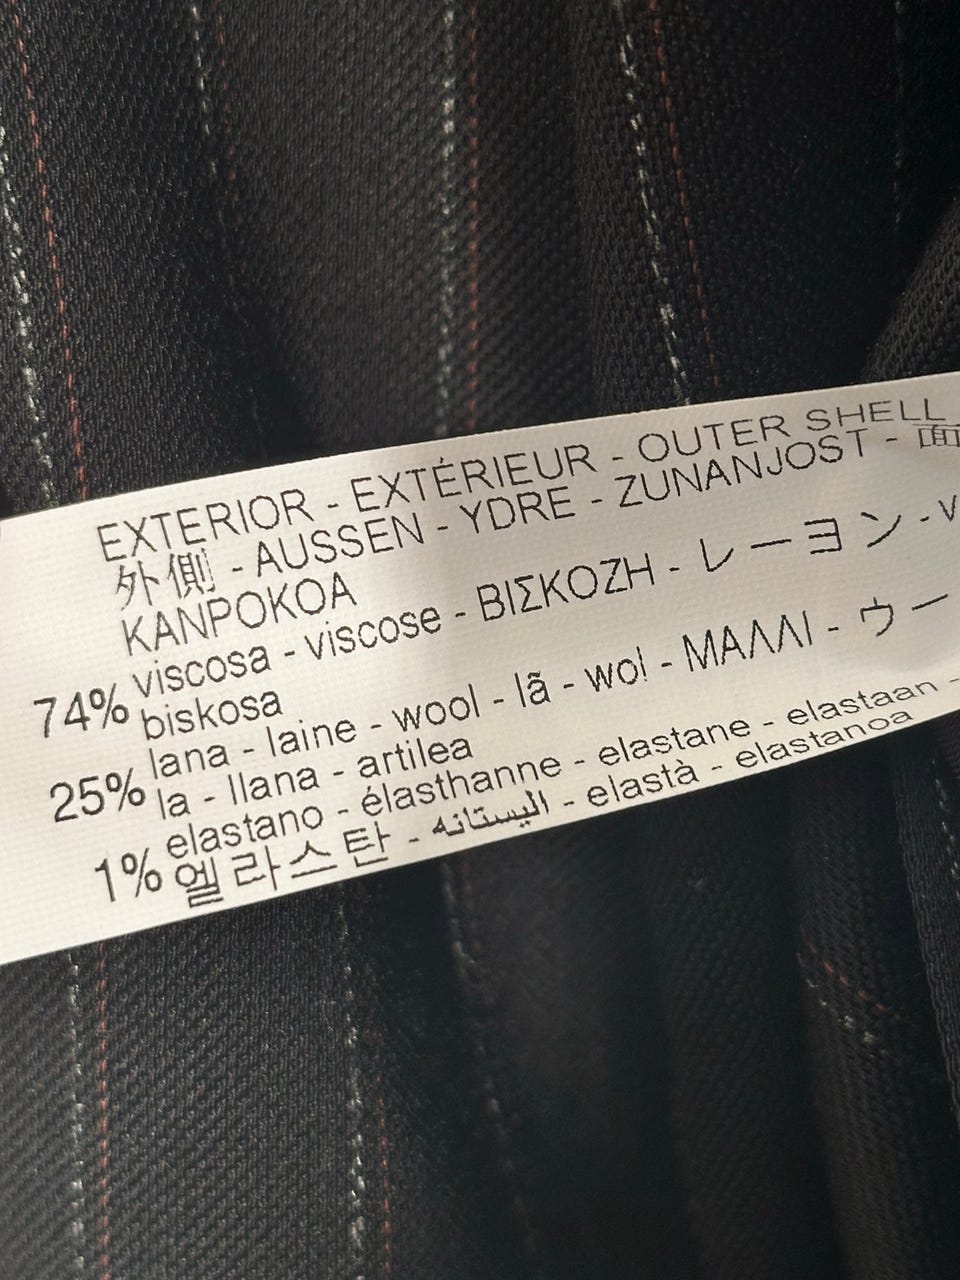 EXTERIOR - EXTÉRIEUR - OUTER SHELL
外側 - AUSSEN - YDRE - ZUNANJOST - 面
KANPOKOA
74% viscosa - viscose - ΒΙΣΚΟΖΗ - レーヨン - v
biskosa
25% lana - laine - wool - lã - wol - ΜΑΛΛΙ - ウー
la - llana - artilea
1% elastano - élasthanne - elastane - elastaan -
엘라스탄 - اليستانه - elastà - elastanoa